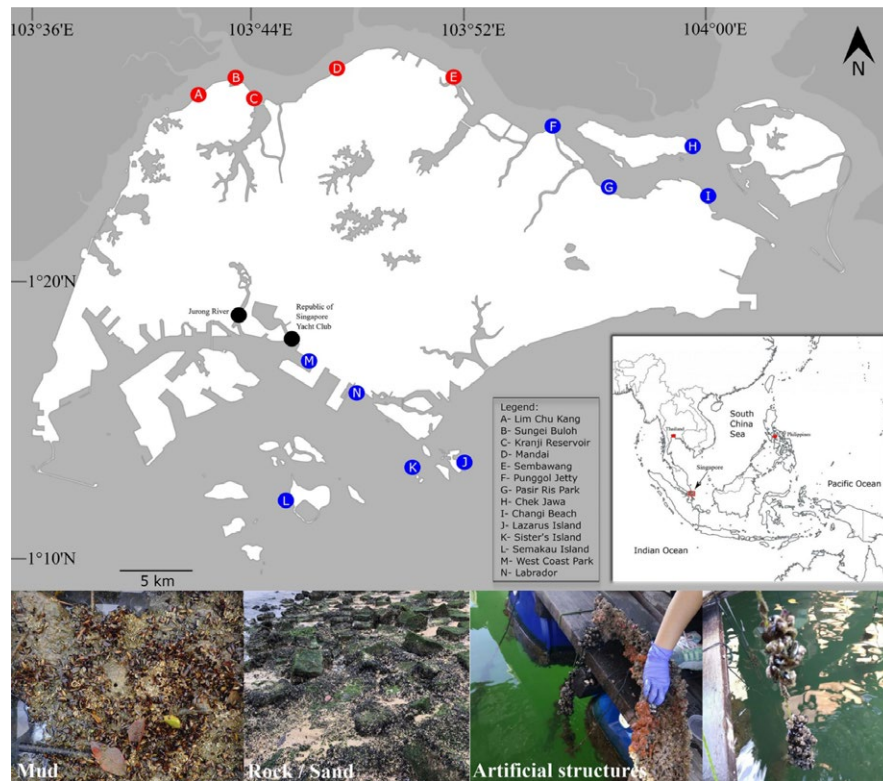 103°36'E
103°44'E
103°52'E
104°00'E
N
A
B
C
D
E
F
G
H
I
1°20'N
Jurong River
Republic of
Singapore
Yacht Club
M
N
K
J
L
1°10'N
5 km
Legend:
A- Lim Chu Kang
B- Sungei Buloh
C- Kranji Reservoir
D- Mandai
E- Sembawang
F- Punggol Jetty
G- Pasir Ris Park
H- Chek Jawa
I- Changi Beach
J- Lazarus Island
K- Sister's Island
L- Semakau Island
M- West Coast Park
N- Labrador
South
China
Sea
Thailand
Philippines
Singapore
Pacific Ocean
Indian Ocean
Mud
Rock / Sand
Artificial structures